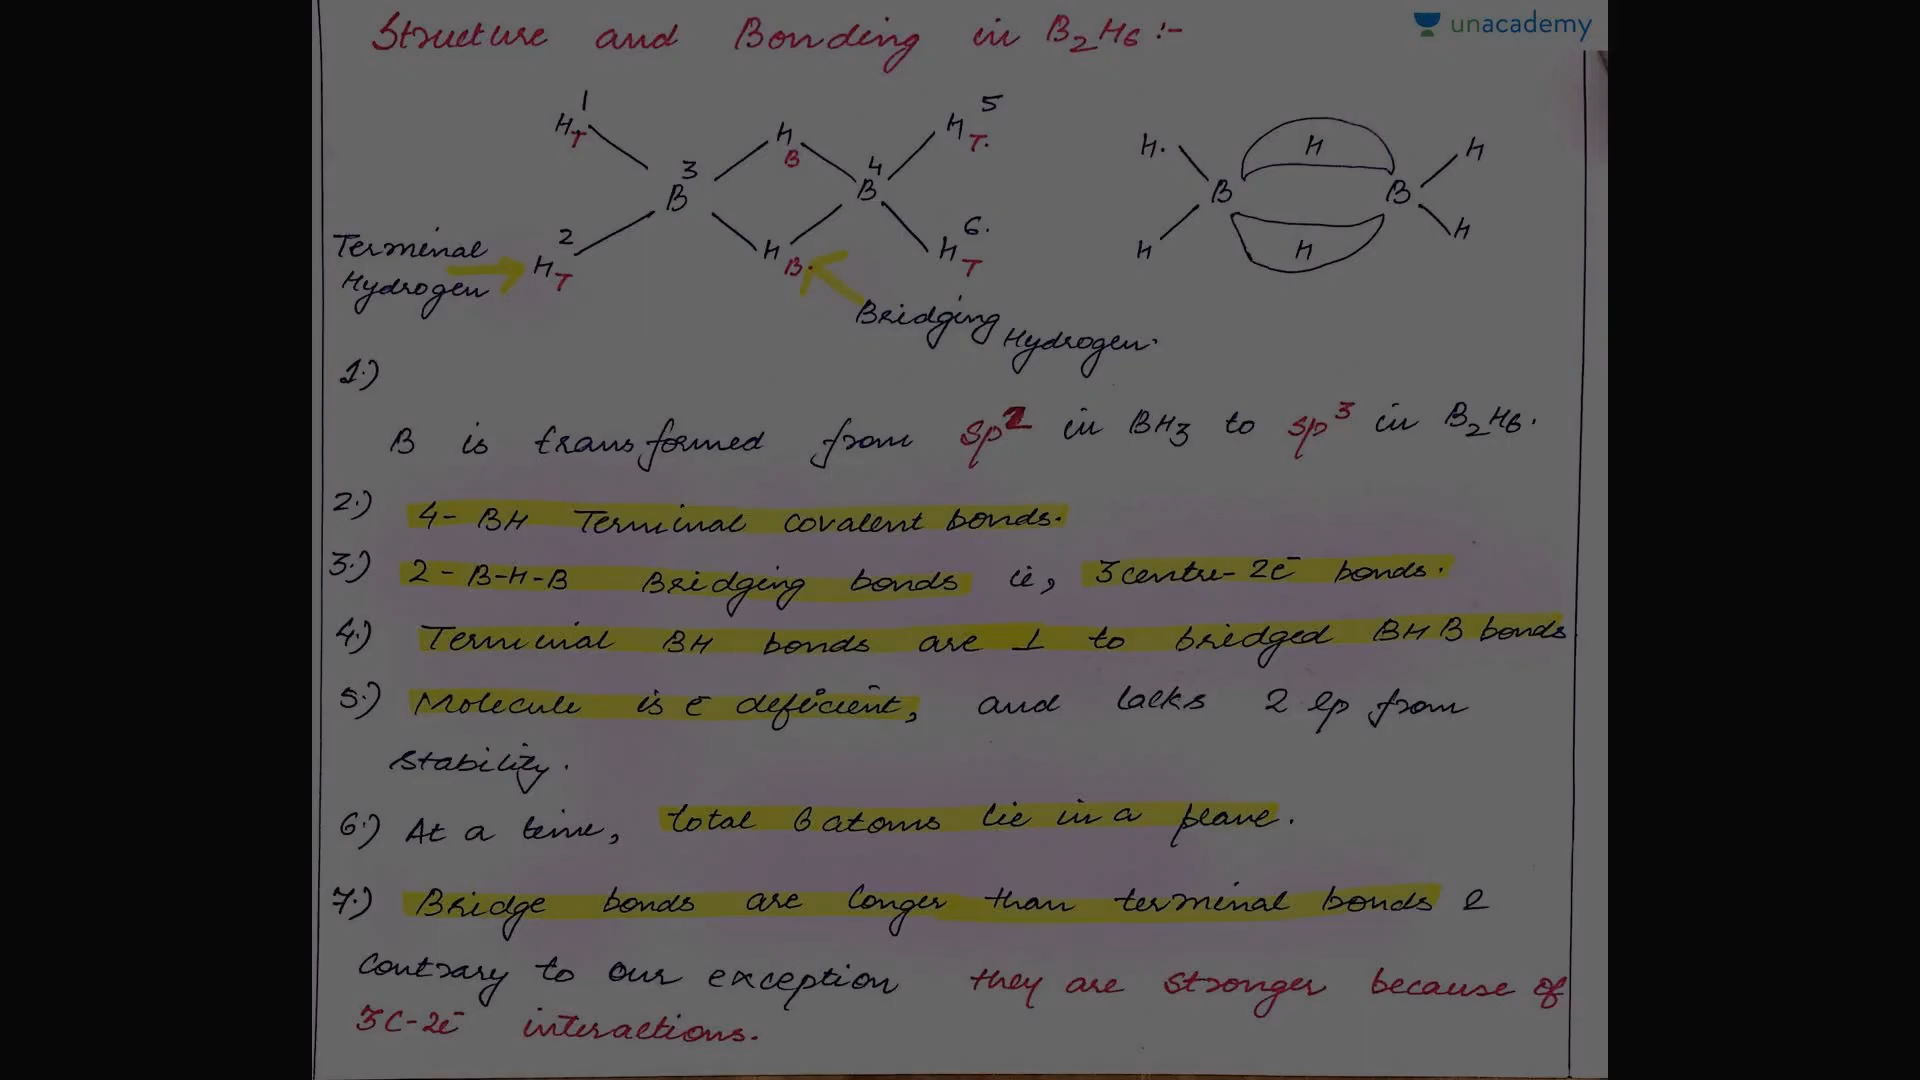 Structure and Bonding in B2H6 :-
unacademy
1
HT
5
HT.
H
B
3
B
4
B
2
HT
H
B.
6.
HT
Terminal
Hydrogen
Bridging
Hydrogen.
H.
H
H
B
B
H
H
H
1.)
B is transformed from sp2 in BH3 to sp3 in B2H6.
2.) 4- BH Terminal covalent bonds.
3.) 2 - B-H-B Bridging bonds ie, 3centre-2e- bonds.
4.) Terminal BH bonds are ⊥ to bridged BHB bonds
5.) Molecule is e- deficient, and lacks 2 ep from
stability.
6.) At a time, total 6 atoms lie in a plane.
7.) Bridge bonds are longer than terminal bonds &
contrary to our exception they are stronger because of
3C-2e- interactions.